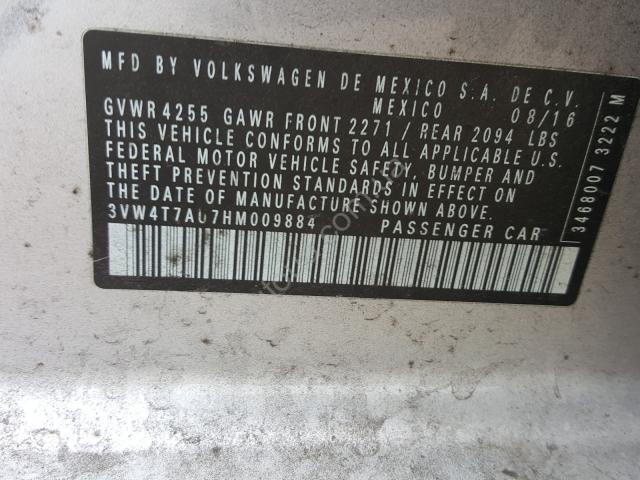 MFD BY VOLKSWAGEN DE MEXICO S.A. DE C.V.
MEXICO 08/16
GVWR 4255 GAWR FRONT 2271 / REAR 2094 LBS
THIS VEHICLE CONFORMS TO ALL APPLICABLE U.S.
FEDERAL MOTOR VEHICLE SAFETY, BUMPER AND
THEFT PREVENTION STANDARDS IN EFFECT ON
THE DATE OF MANUFACTURE SHOWN ABOVE.
PASSENGER CAR
3468007 3222 M